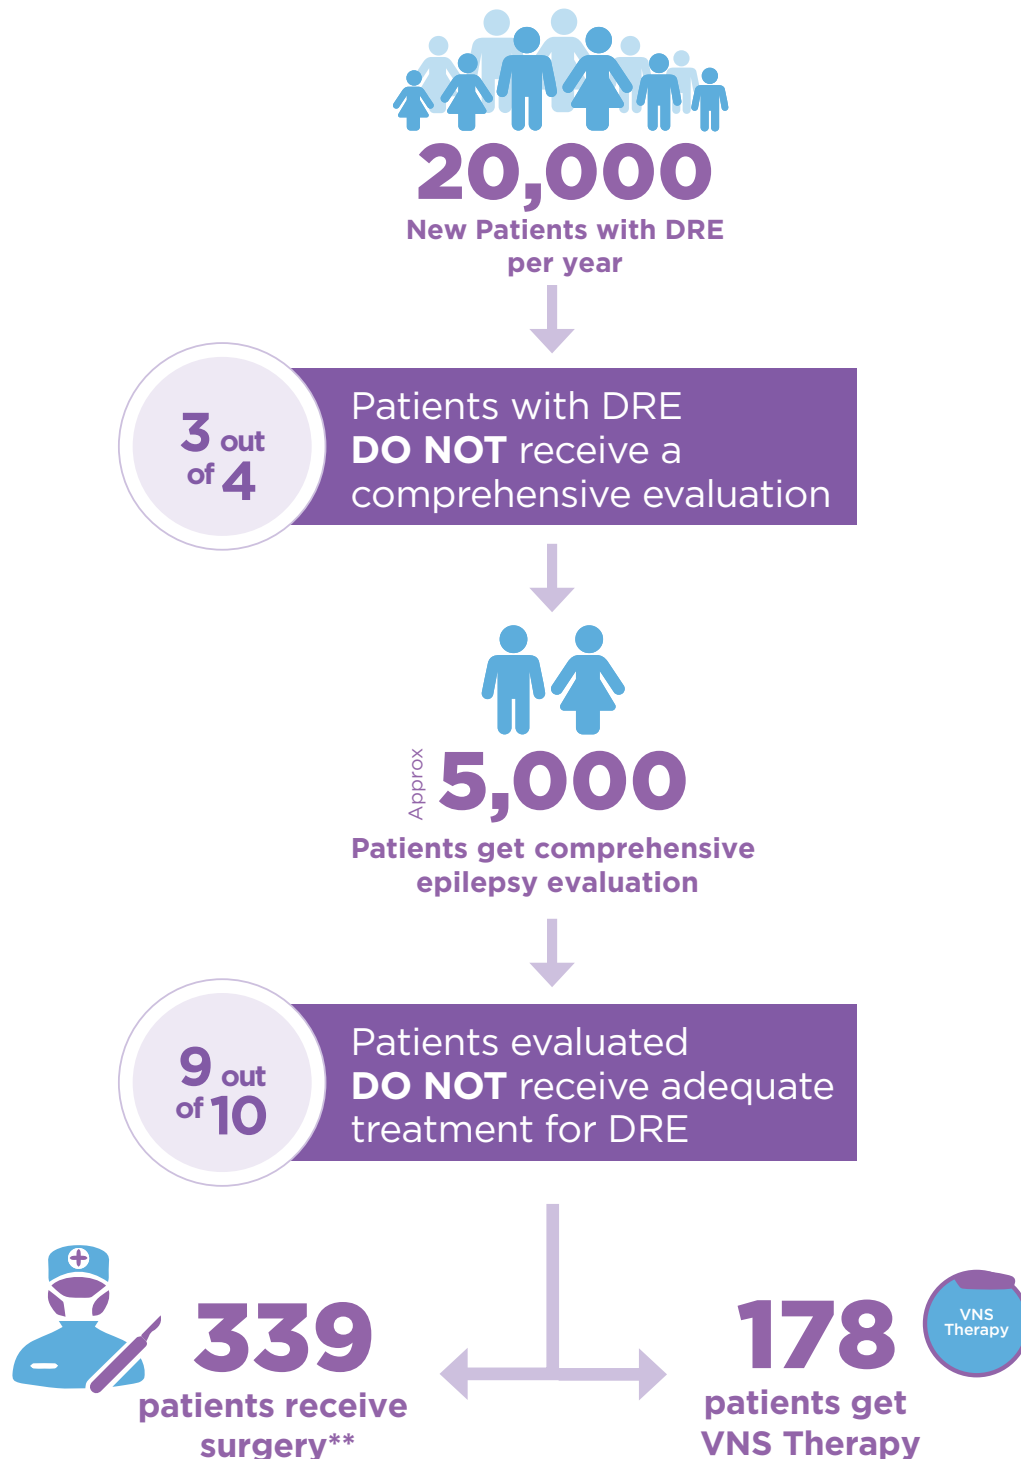 20,000
New Patients with DRE
per year
3 out
of 4
Patients with DRE
DO NOT receive a
comprehensive evaluation
Approx
5,000
Patients get comprehensive
epilepsy evaluation
9 out
of 10
Patients evaluated
DO NOT receive adequate
treatment for DRE
339
patients receive
surgery**
178
patients get
VNS Therapy
VNS
Therapy